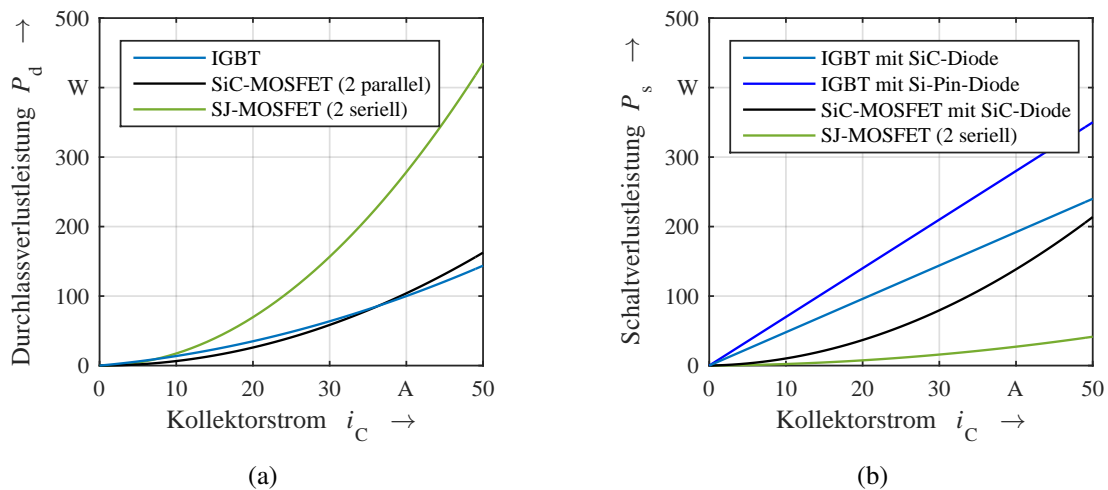 500
W
300
200
100
0
Durchlassverlustleistung P_d →
IGBT
SiC-MOSFET (2 parallel)
SJ-MOSFET (2 seriell)
0 10 20 30 A 50
Kollektorstrom i_C →
(a)
500
W
300
200
100
0
Schaltverlustleistung P_s →
IGBT mit SiC-Diode
IGBT mit Si-Pin-Diode
SiC-MOSFET mit SiC-Diode
SJ-MOSFET (2 seriell)
0 10 20 30 A 50
Kollektorstrom i_C →
(b)